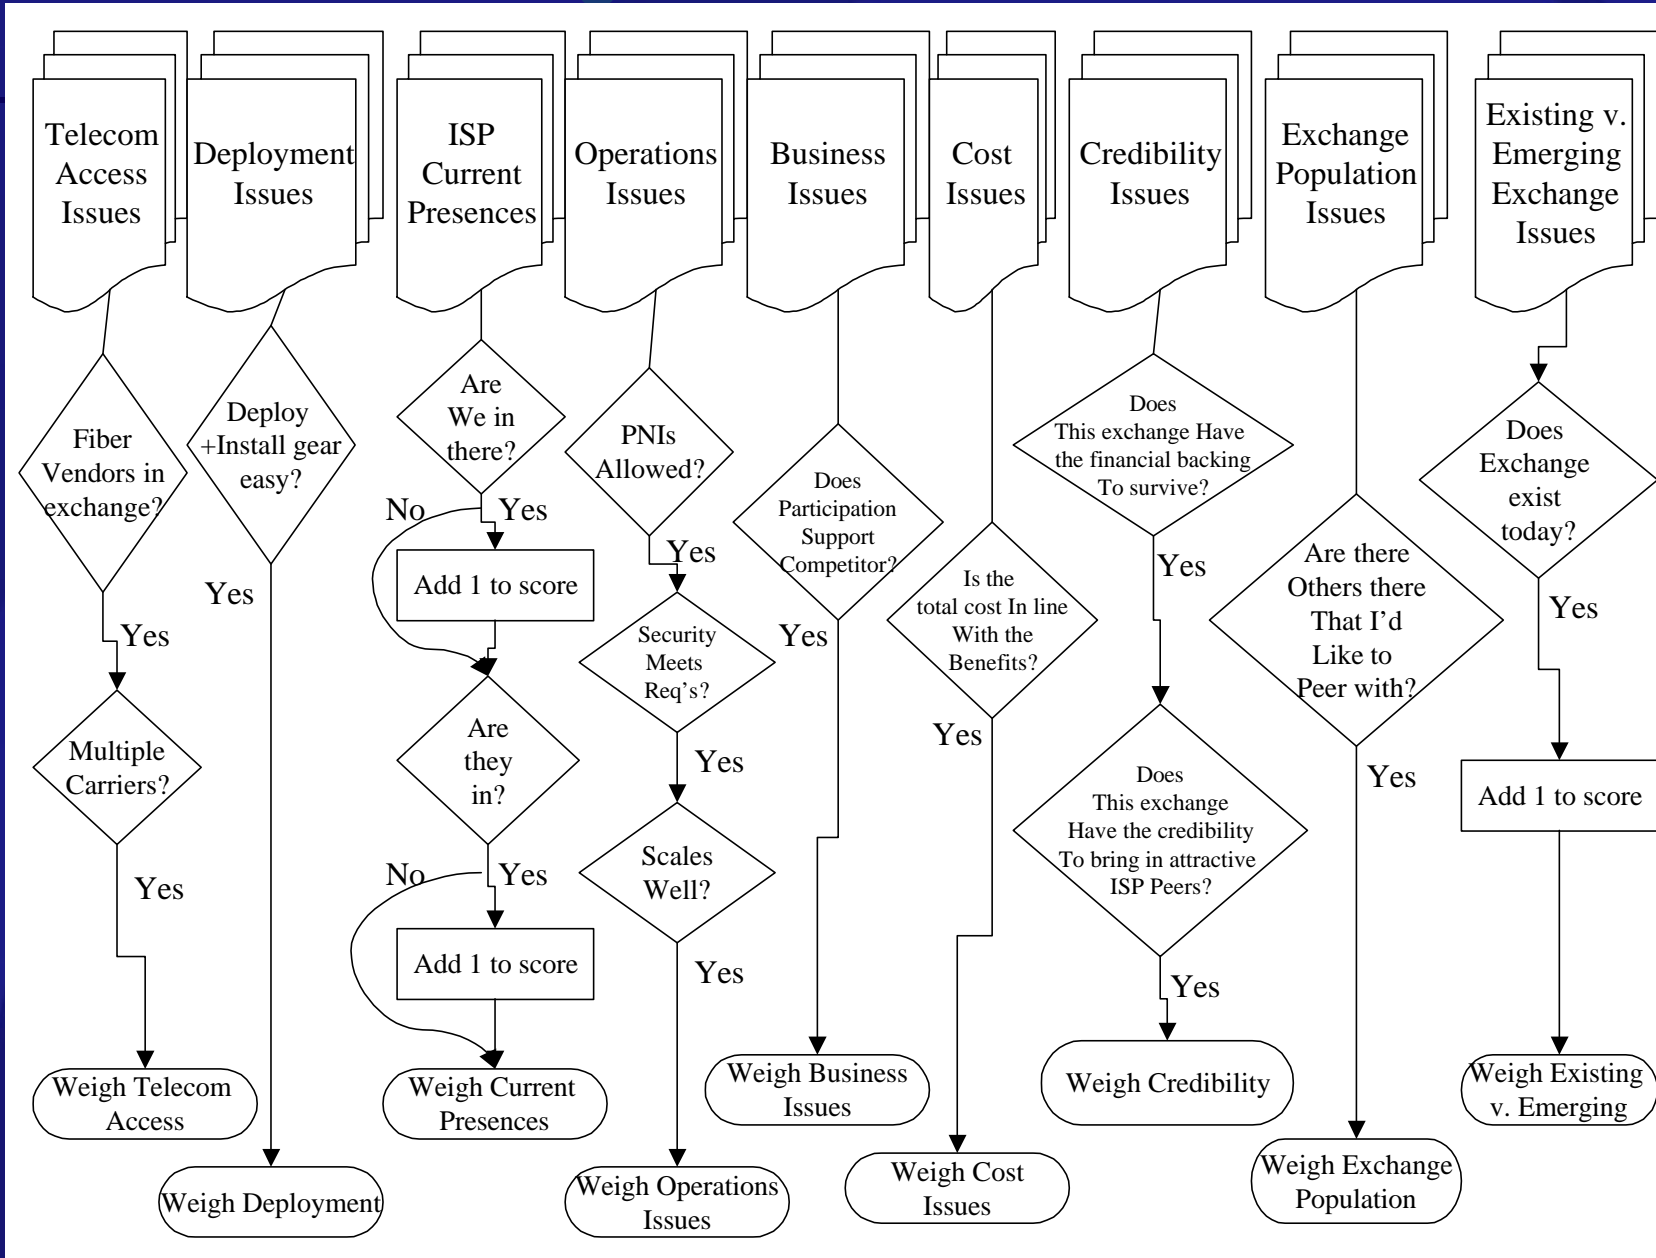 Telecom
Access
Issues
Fiber
Vendors in
exchange?
Yes
Multiple
Carriers?
Yes
Weigh Telecom
Access
Deployment
Issues
Deploy
+Install gear
easy?
Yes
Weigh Deployment
ISP
Current
Presences
Are
We in
there?
No
Yes
Add 1 to score
Are
they
in?
No
Yes
Add 1 to score
Weigh Current
Presences
Operations
Issues
PNIs
Allowed?
Yes
Security
Meets
Req's?
Yes
Scales
Well?
Yes
Weigh Operations
Issues
Business
Issues
Does
Participation
Support
Competitor?
Yes
Weigh Business
Issues
Cost
Issues
Is the
total cost In line
With the
Benefits?
Yes
Weigh Cost
Issues
Credibility
Issues
Does
This exchange Have
the financial backing
To survive?
Yes
Does
This exchange
Have the credibility
To bring in attractive
ISP Peers?
Yes
Weigh Credibility
Exchange
Population
Issues
Are there
Others there
That I'd
Like to
Peer with?
Yes
Weigh Exchange
Population
Existing v.
Emerging
Exchange
Issues
Does
Exchange
exist
today?
Yes
Add 1 to score
Weigh Existing
v. Emerging